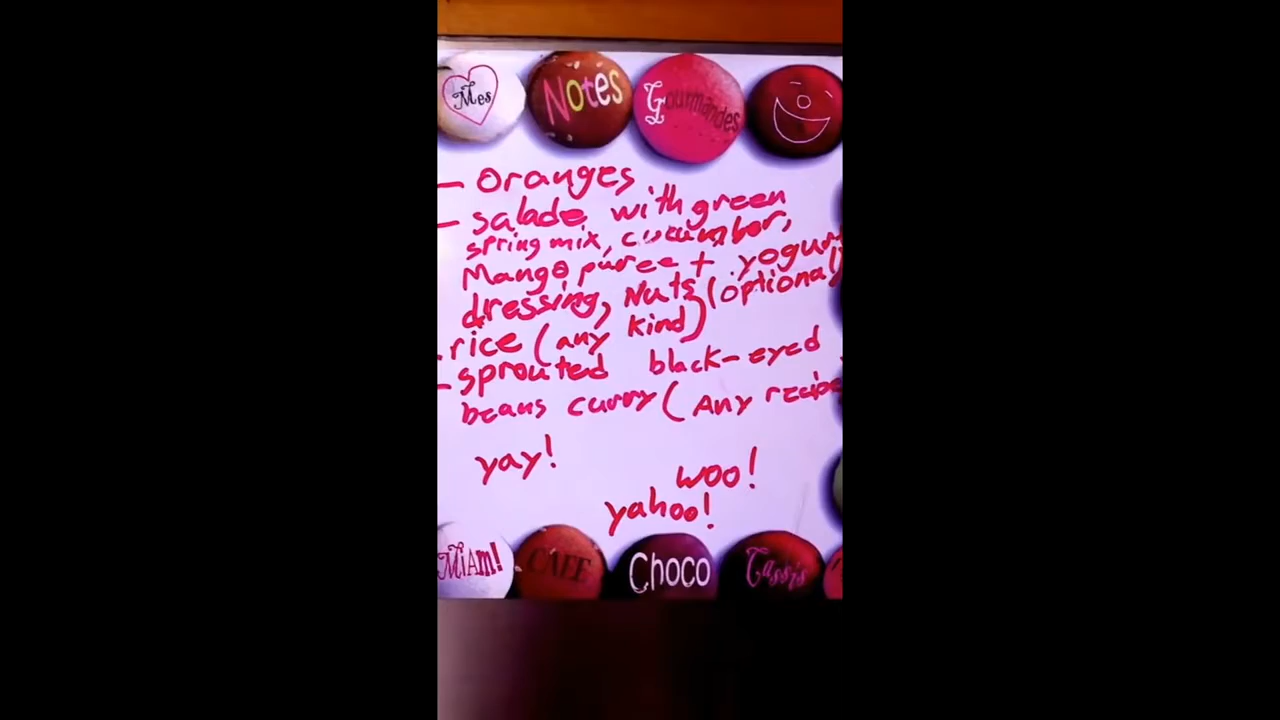 Mes Notes Gourmandes
- oranges
- salade with green
spring mix, cucumber,
Mango puree + yogurt
dressing, Nuts (optional)
- rice (any kind)
- sprouted black-eyed
beans curry (Any recipe
yay!
woo!
yahoo!
MiAm! CAFE Choco Cassis